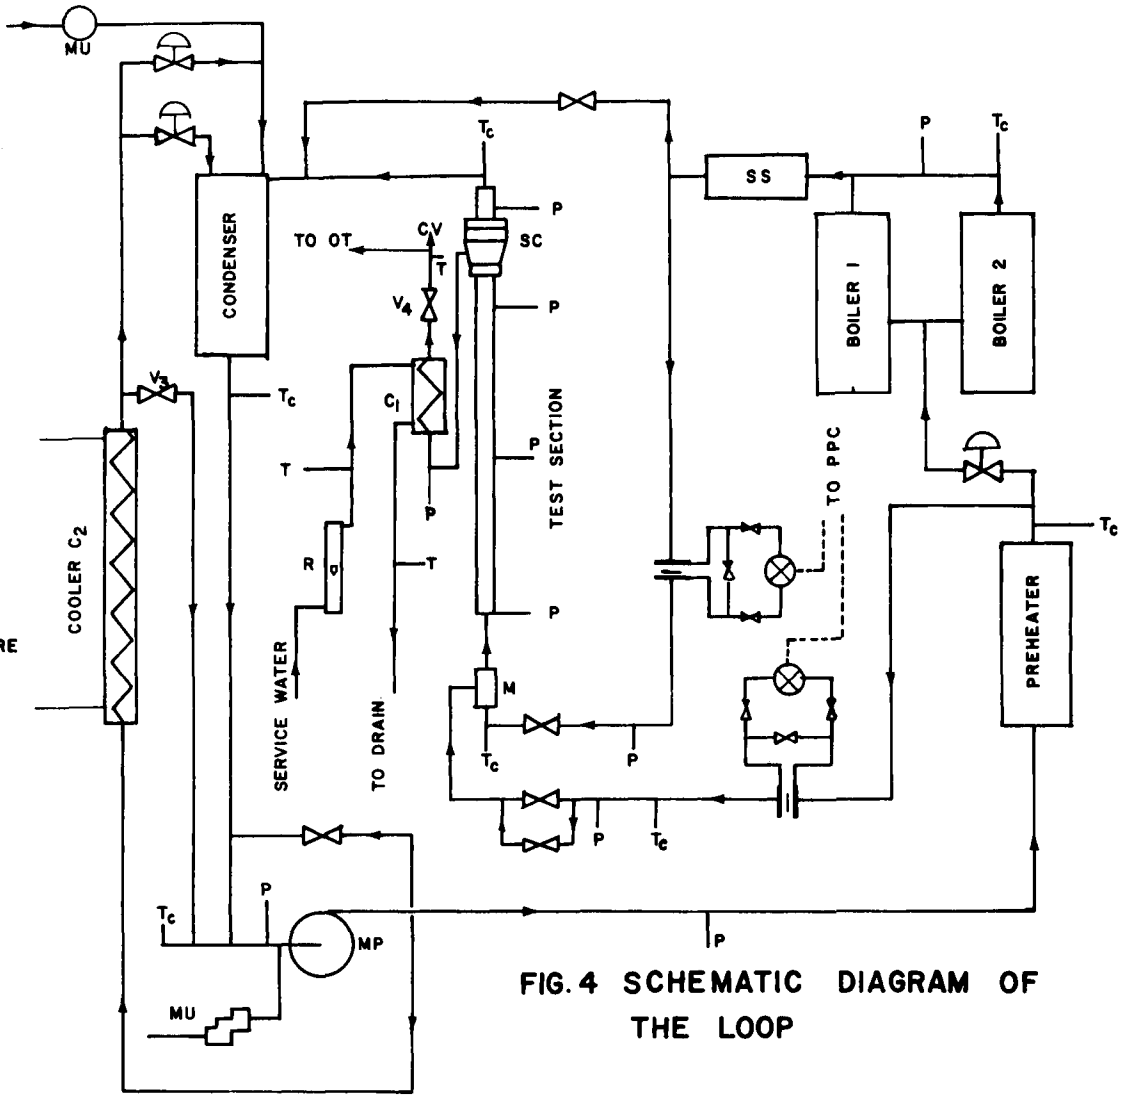 MU
P
Tc
Tc
SS
P
CONDENSER
TO OT
CV
SC
T
BOILER 1
BOILER 2
V4
P
V3
Tc
C1
TEST SECTION
P
TO PPC
T
P
Tc
COOLER C2
R
T
PREHEATER
P
RE
SERVICE WATER
TO DRAIN
M
Tc
P
P
Tc
P
Tc
MP
P
MU
FIG. 4 SCHEMATIC DIAGRAM OF
THE LOOP